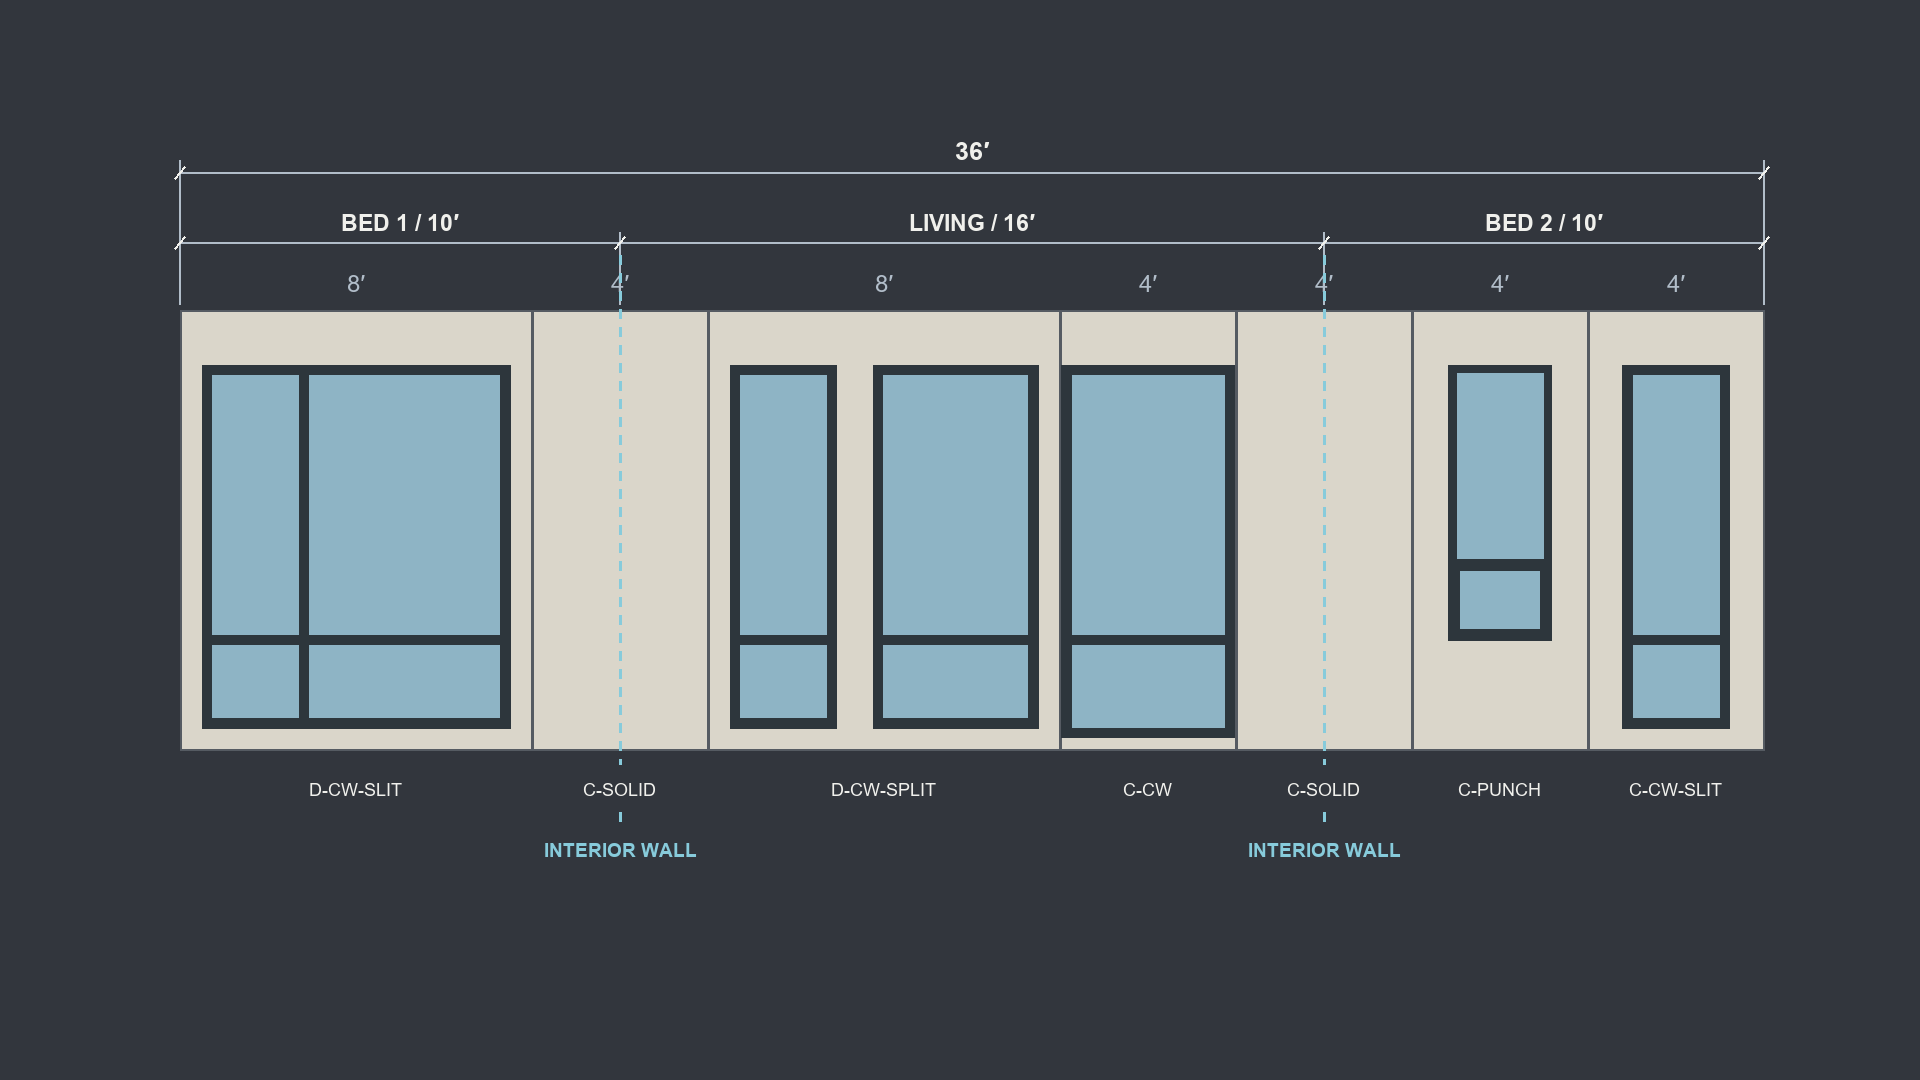 36′
BED 1 / 10′
LIVING / 16′
BED 2 / 10′
8′
4′
8′
4′
4′
4′
4′
D-CW-SLIT
C-SOLID
D-CW-SPLIT
C-CW
C-SOLID
C-PUNCH
C-CW-SLIT
INTERIOR WALL
INTERIOR WALL